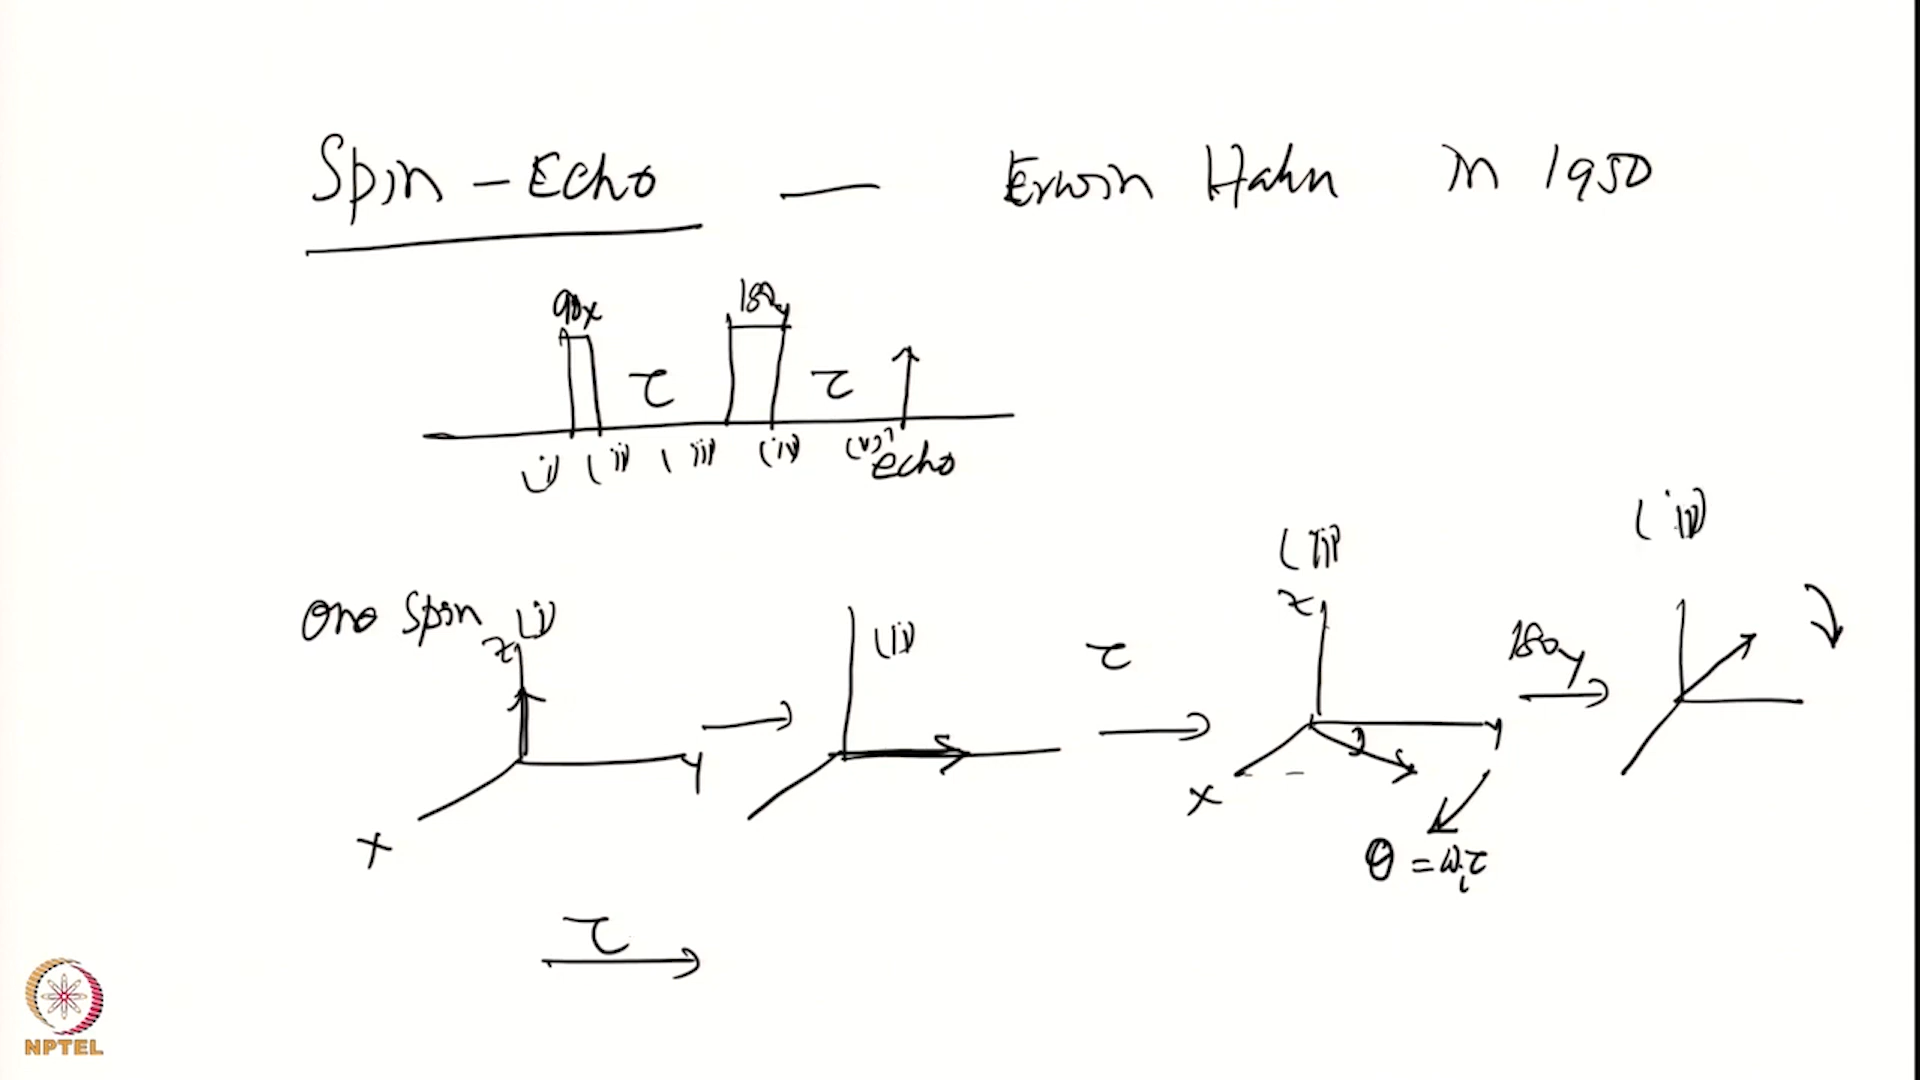 Spin - Echo — Erwin Hahn in 1950
90x 180y
τ τ
(i) (ii) (iii) (iv) (v) echo
(iii) (iv)
One Spin (i) (ii)
z z τ 180y
y y
x x
θ = ωiτ
τ
NPTEL